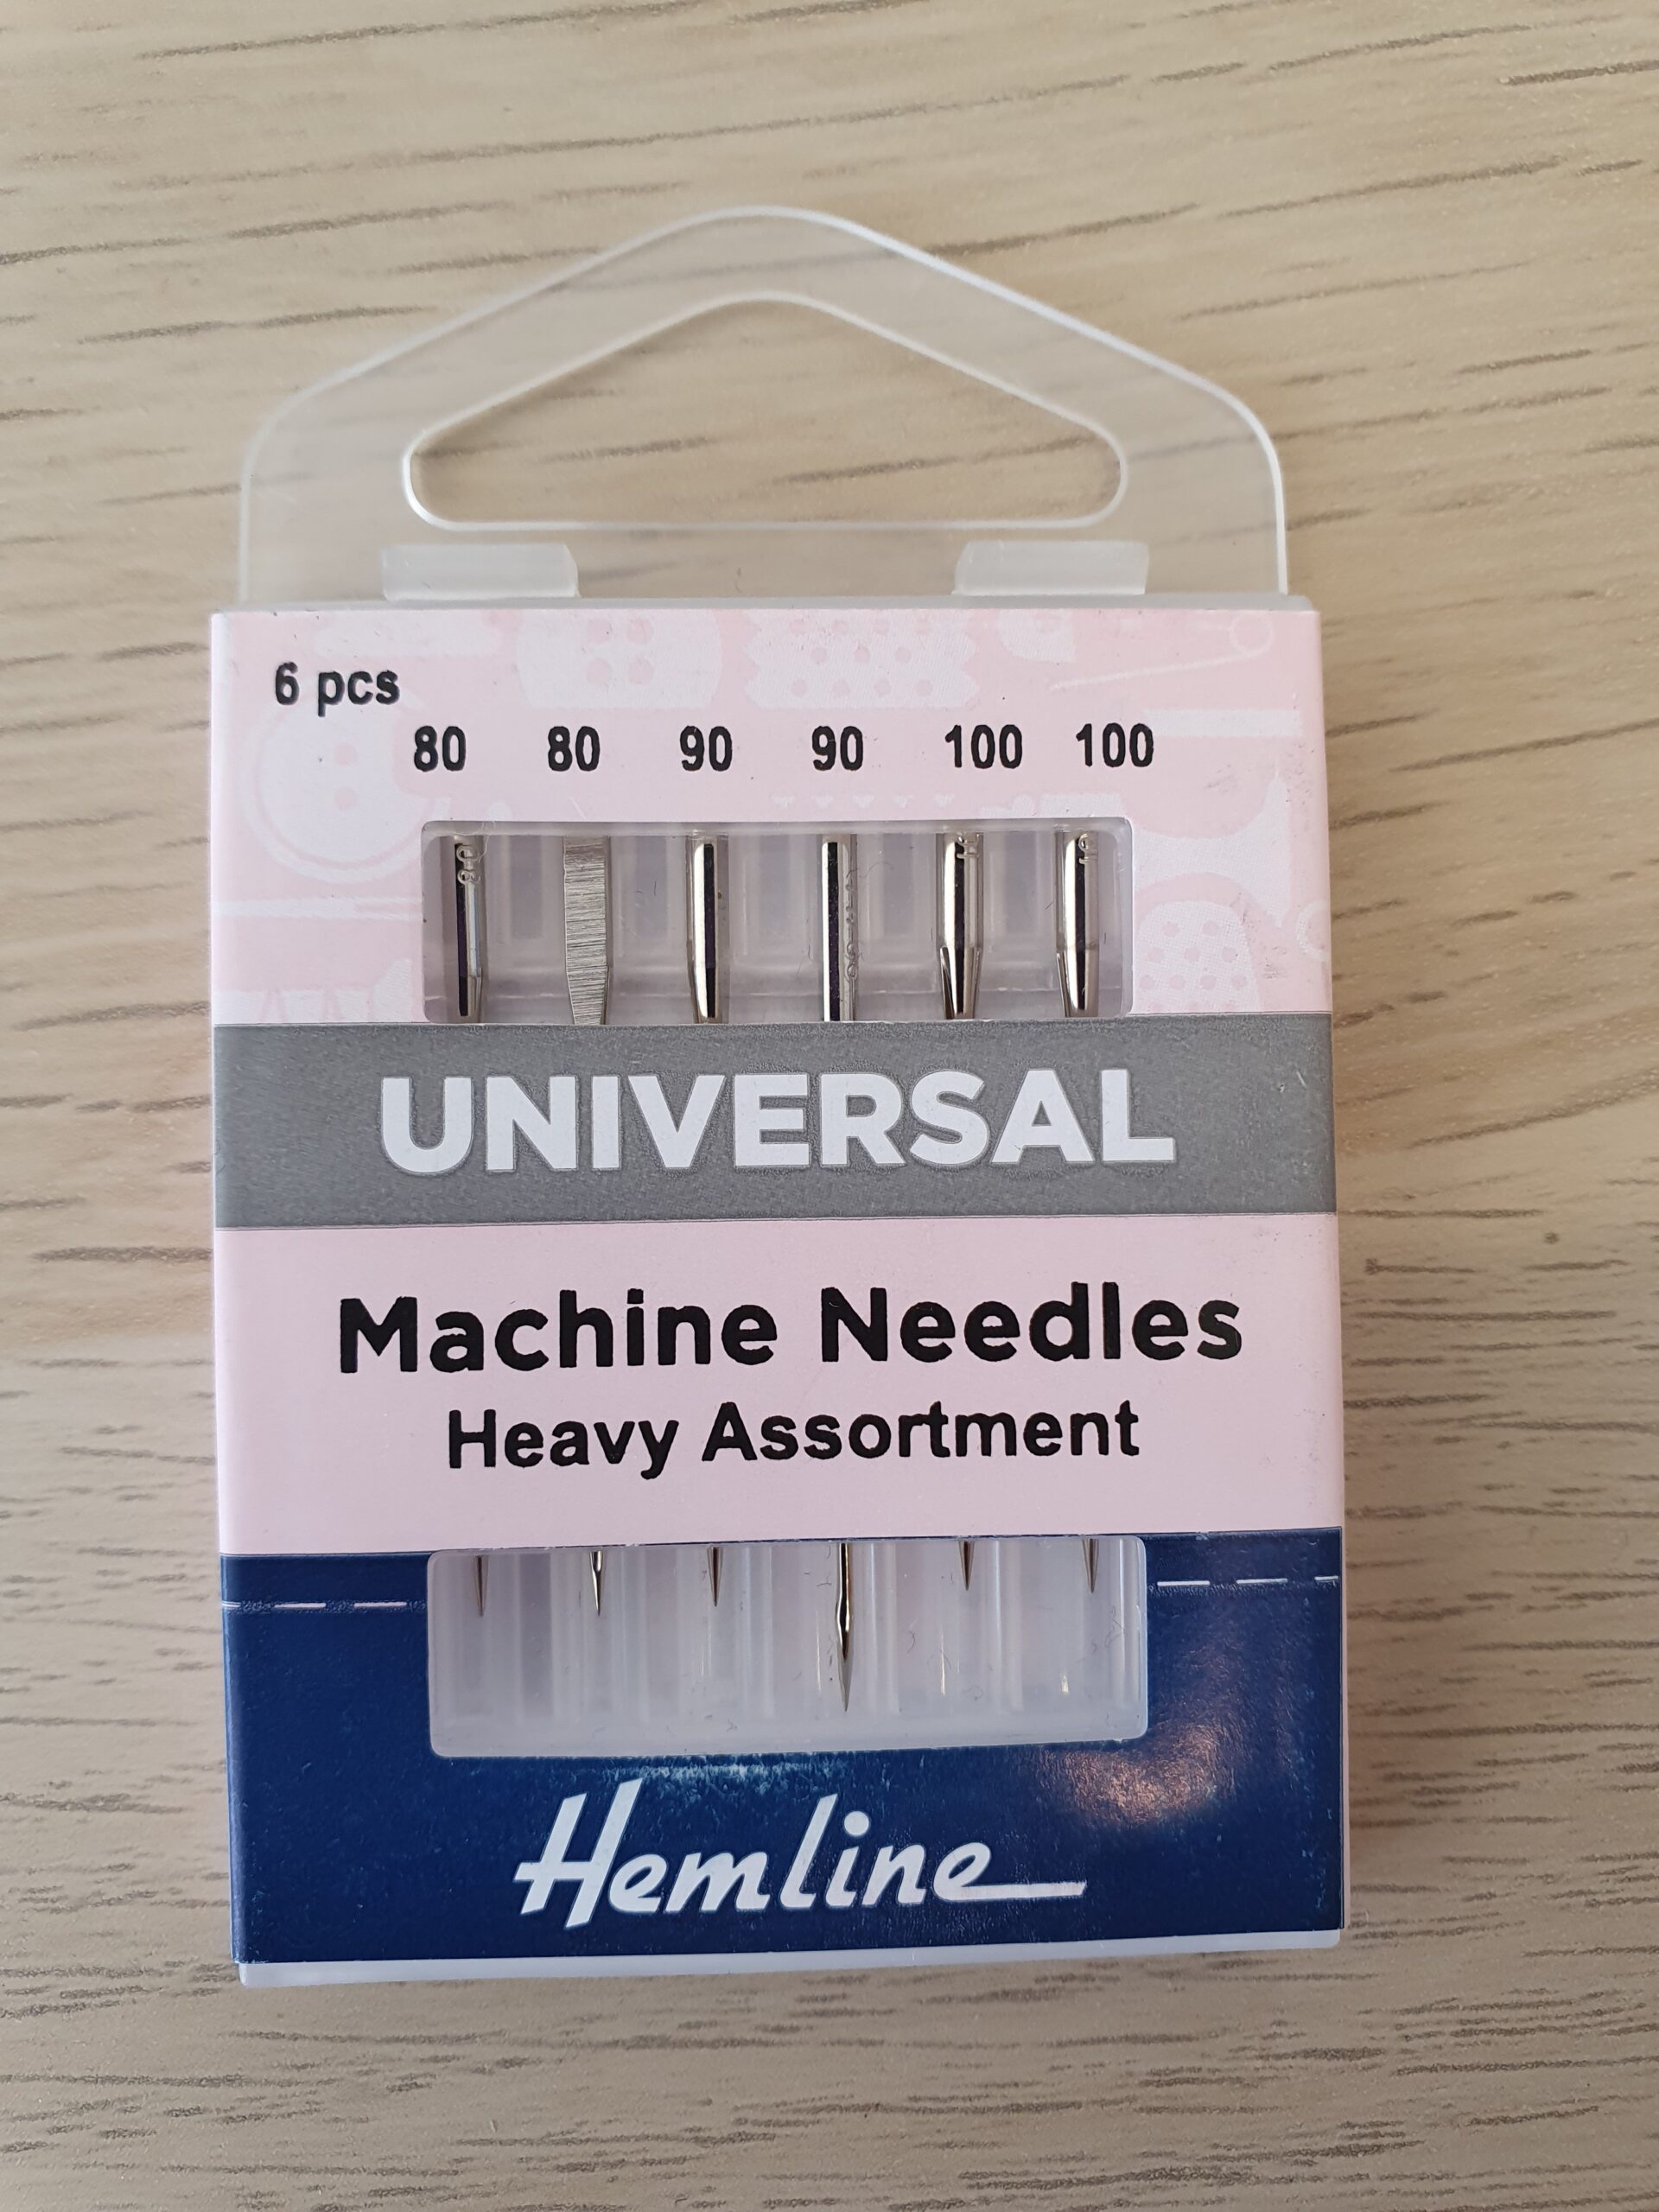 6 pcs
80 80 90 90 100 100
UNIVERSAL
Machine Needles
Heavy Assortment
Hemline